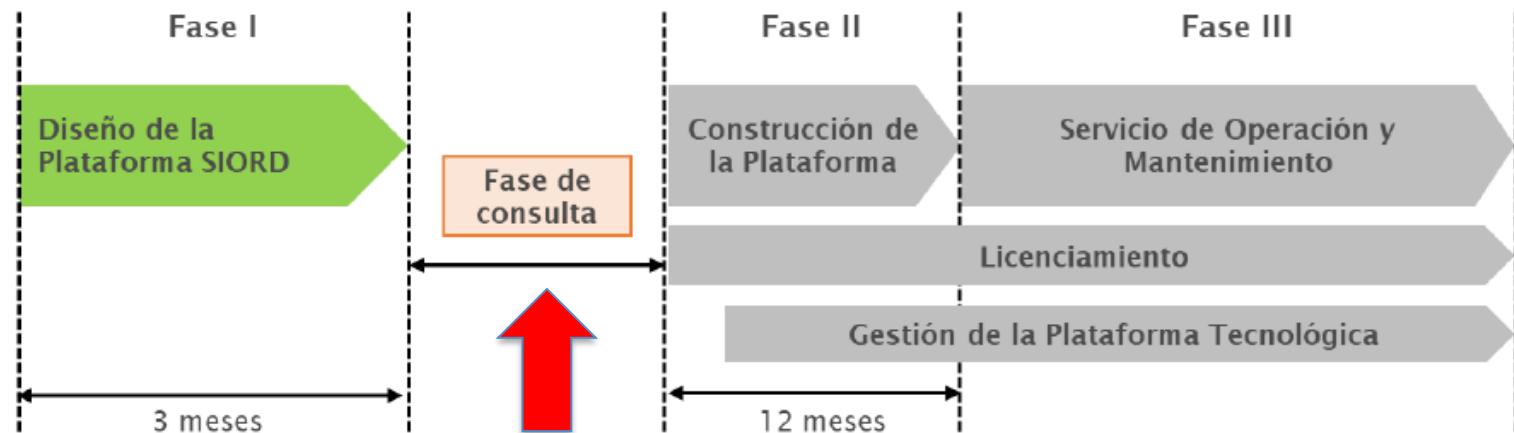 Fase I
Fase II
Fase III
Diseño de la
Plataforma SIORD
Fase de
consulta
Construcción de
la Plataforma
Servicio de Operación y
Mantenimiento
Licenciamiento
Gestión de la Plataforma Tecnológica
3 meses
12 meses